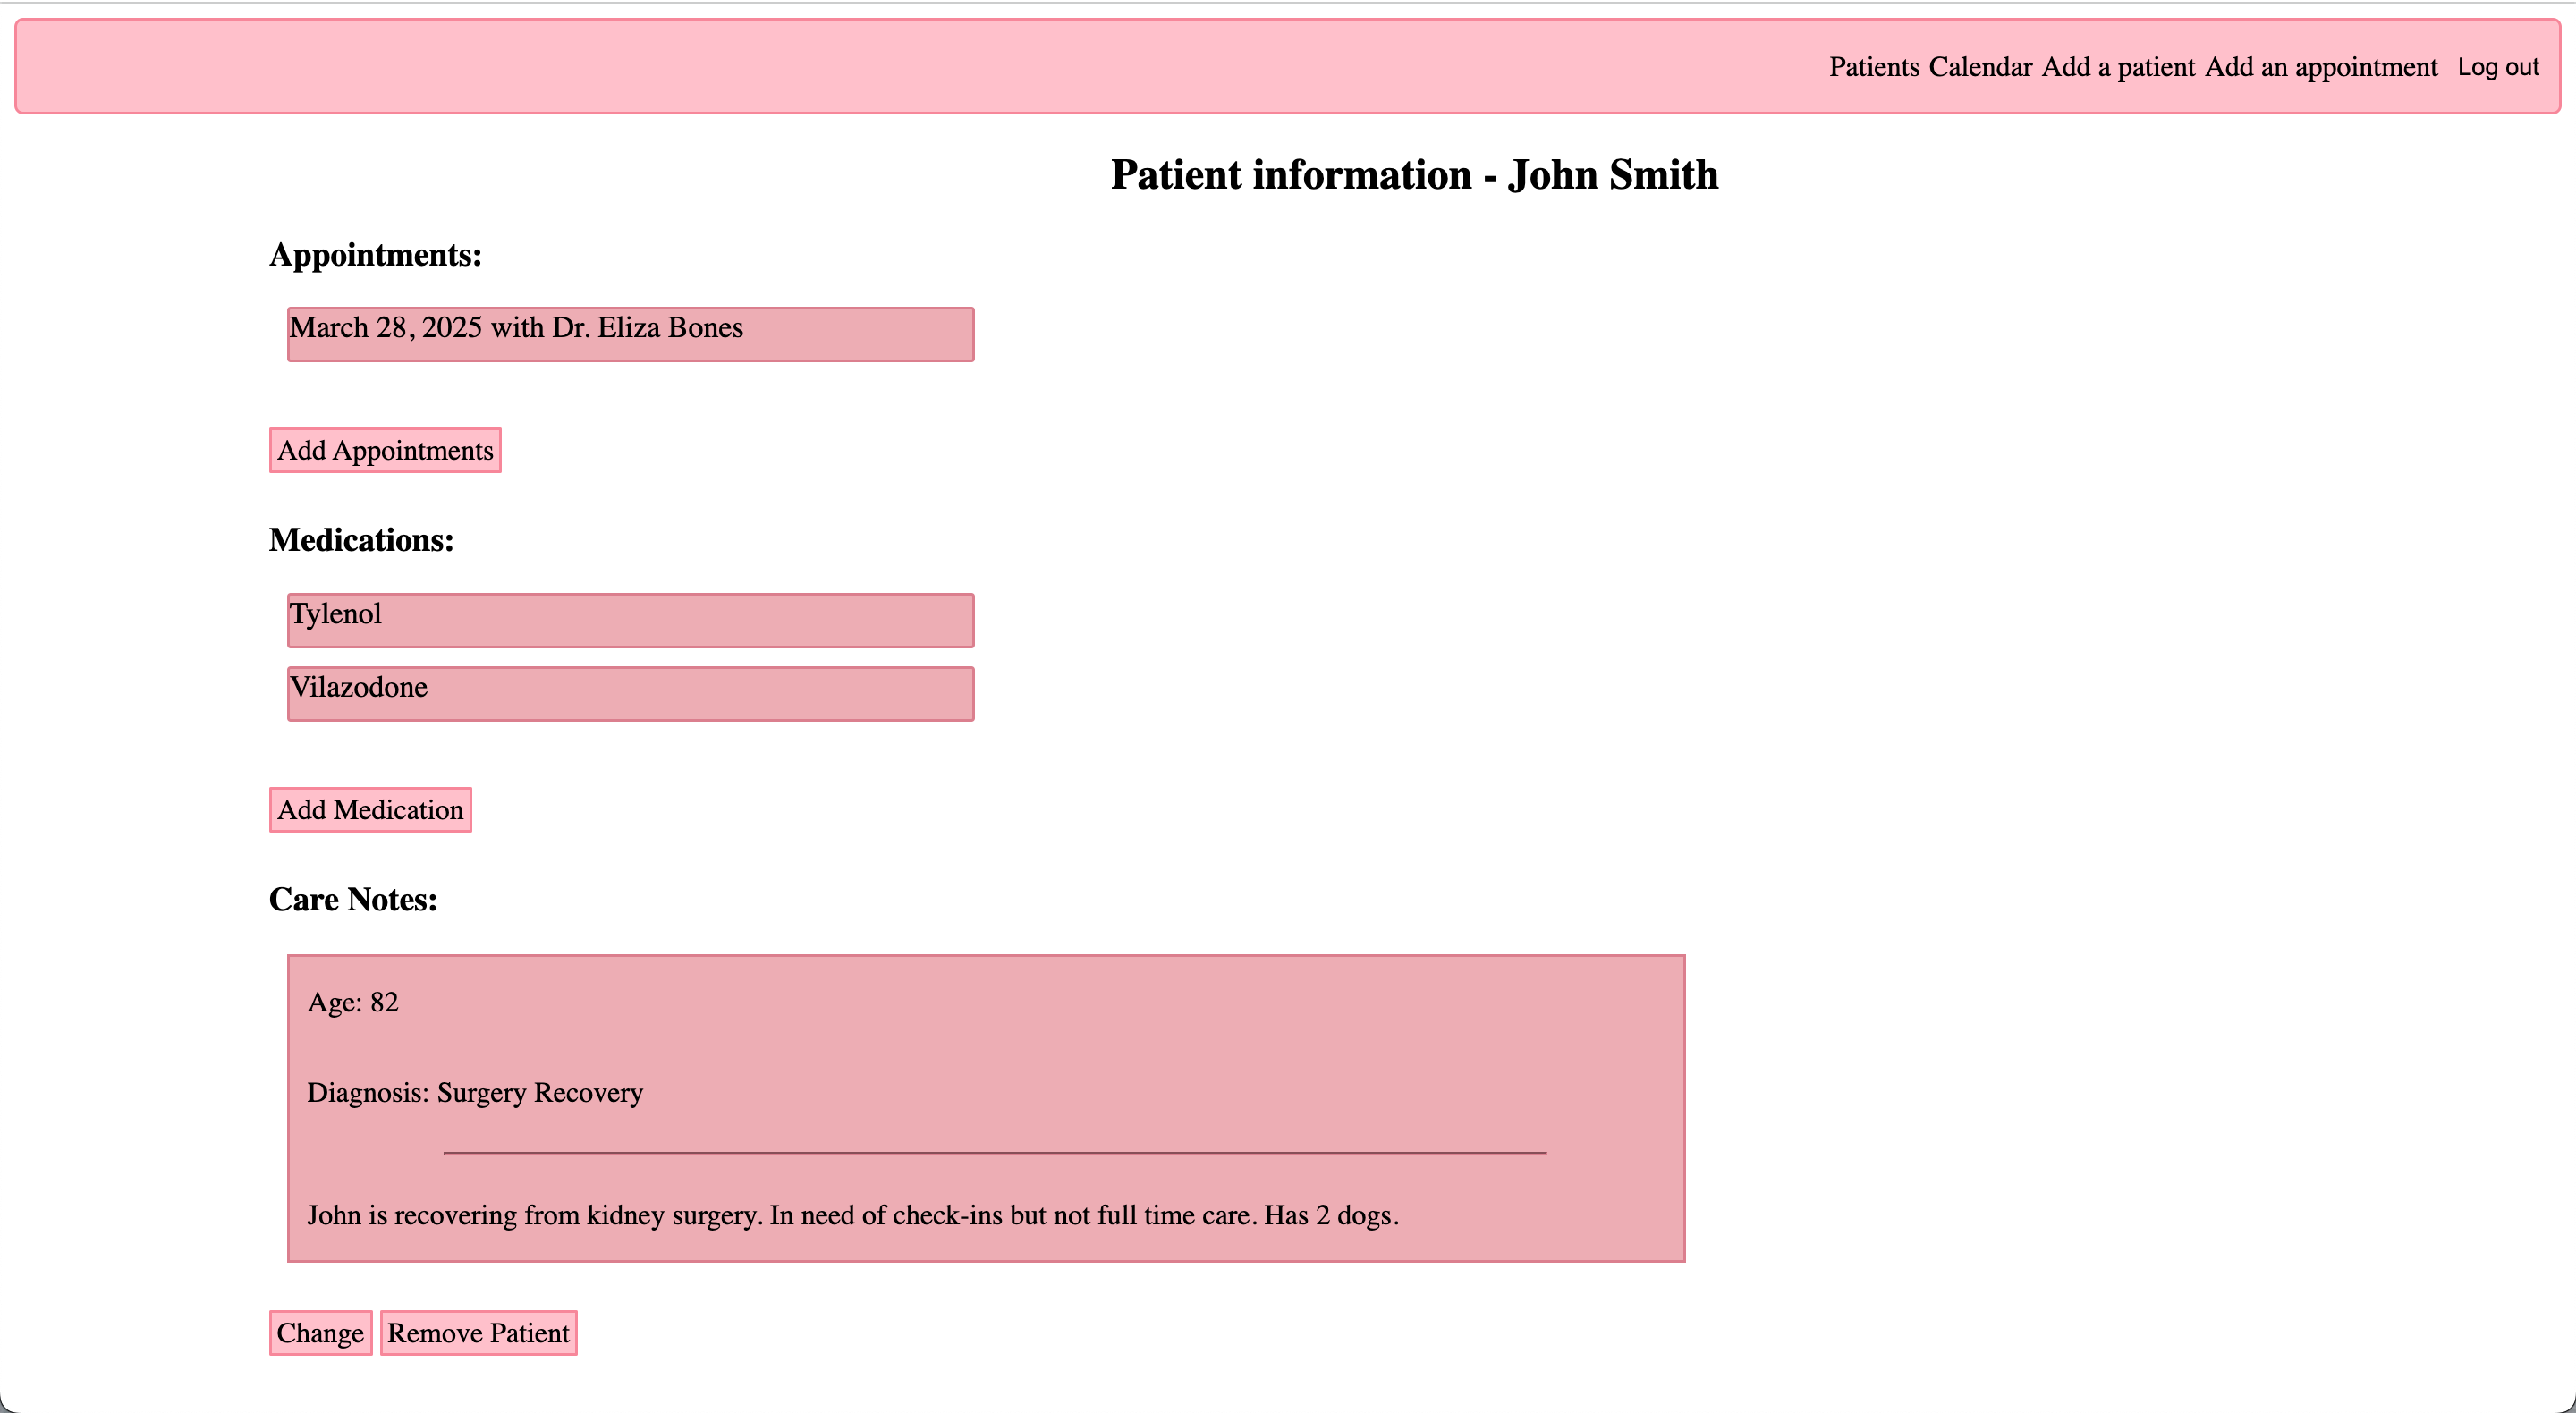 Patients Calendar Add a patient Add an appointment Log out
Patient information - John Smith
Appointments:
March 28, 2025 with Dr. Eliza Bones
Add Appointments
Medications:
Tylenol
Vilazodone
Add Medication
Care Notes:
Age: 82
Diagnosis: Surgery Recovery
John is recovering from kidney surgery. In need of check-ins but not full time care. Has 2 dogs.
Change Remove Patient